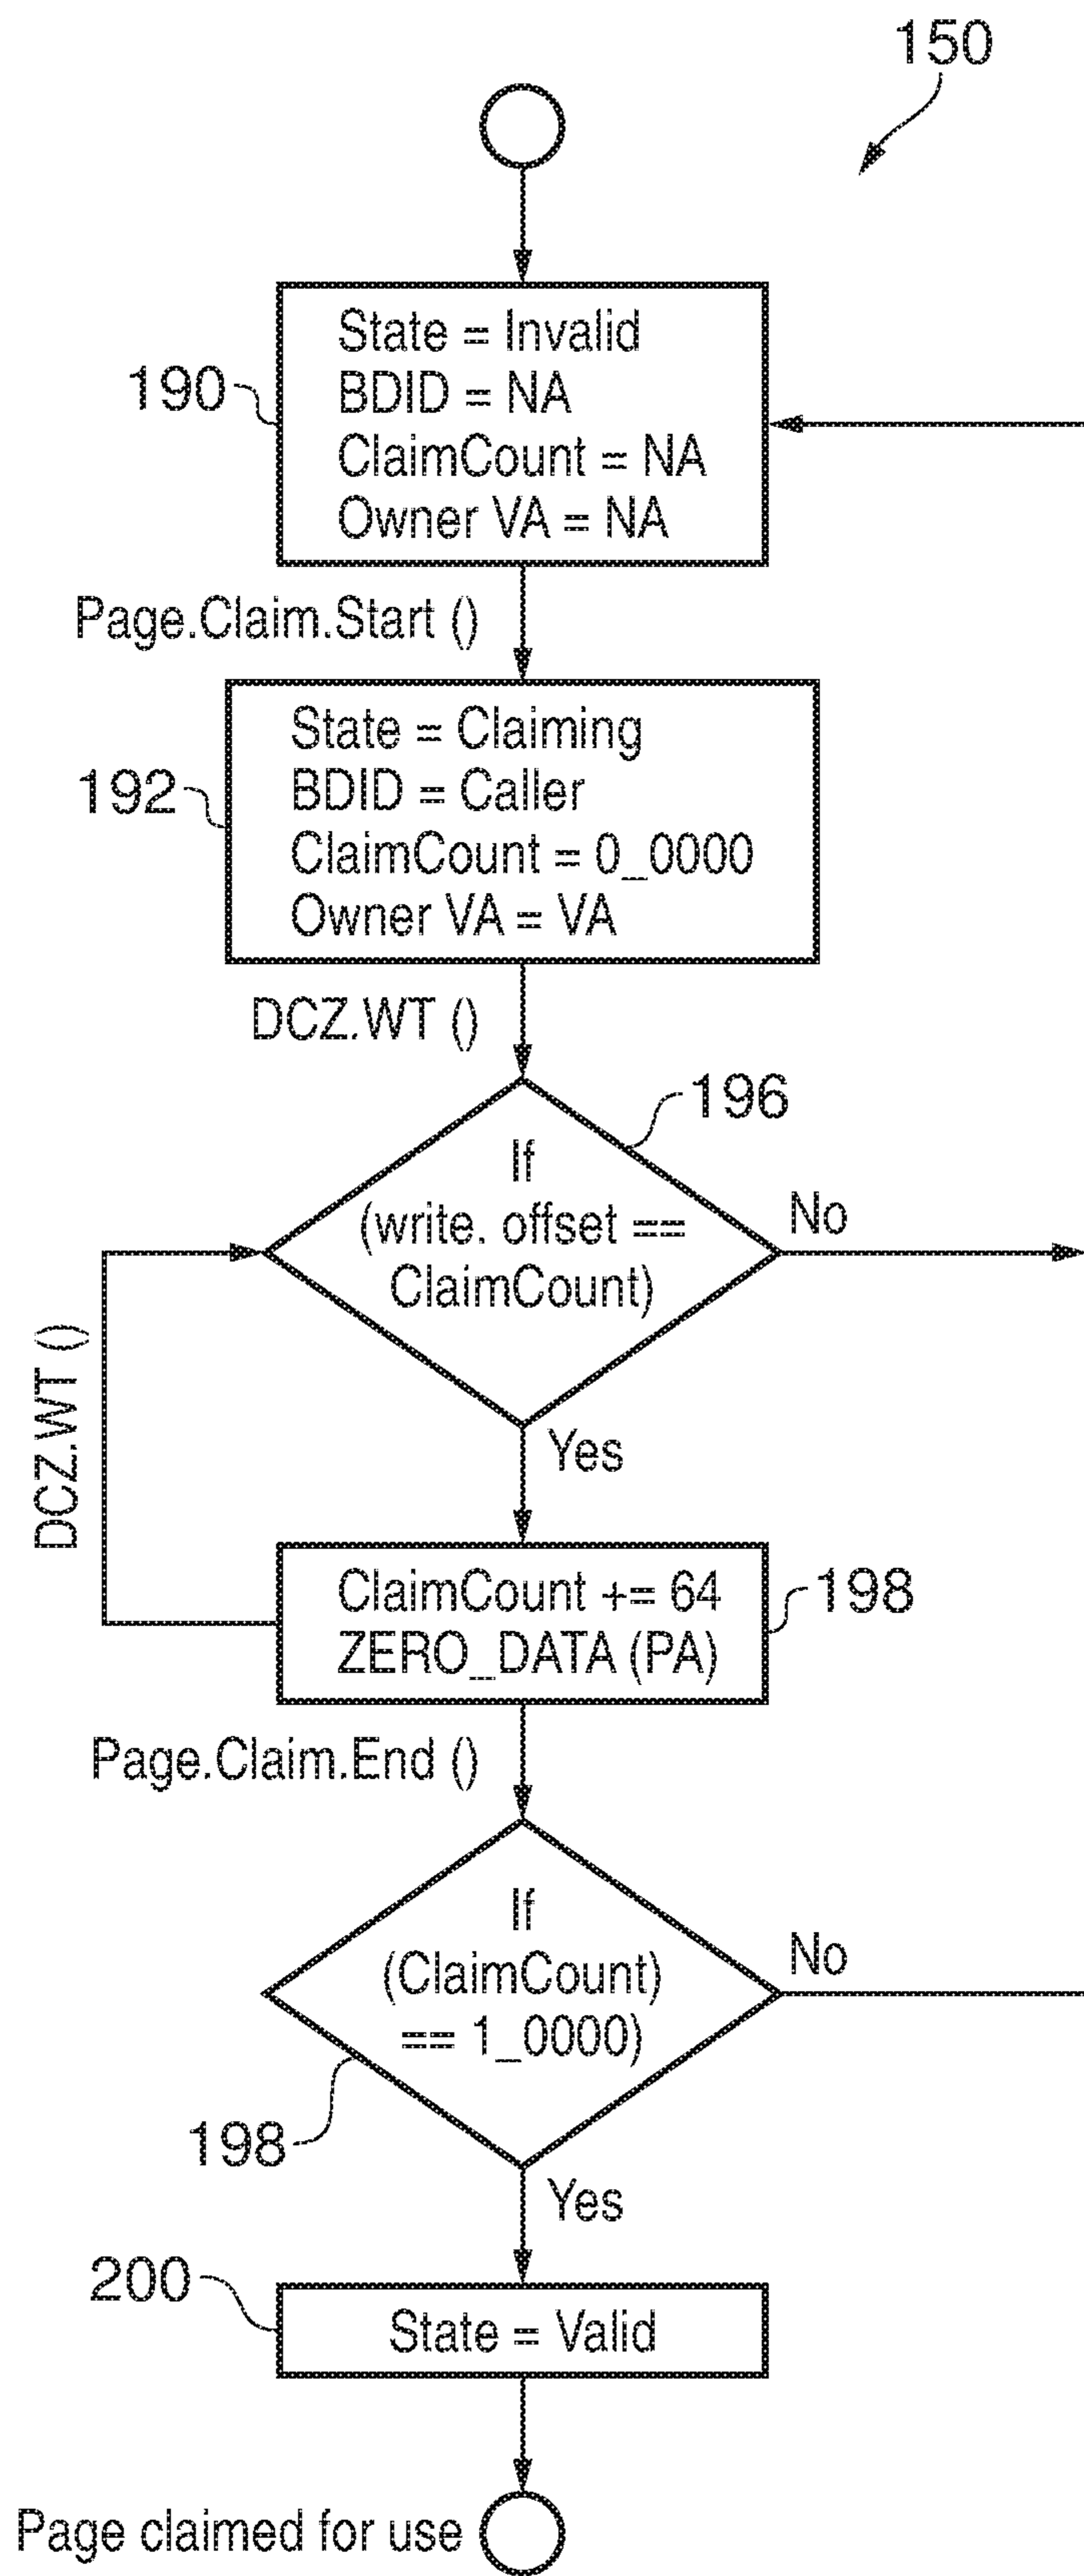 150
State = Invalid
BDID = NA
ClaimCount = NA
Owner VA = NA
190
Page.Claim.Start ()
State = Claiming
BDID = Caller
ClaimCount = 0_0000
Owner VA = VA
192
DCZ.WT ()
196
If
(write. offset ==
ClaimCount)
No
DCZ.WT ()
Yes
ClaimCount += 64
ZERO_DATA (PA)
198
Page.Claim.End ()
If
(ClaimCount)
== 1_0000)
No
198
Yes
200
State = Valid
Page claimed for use